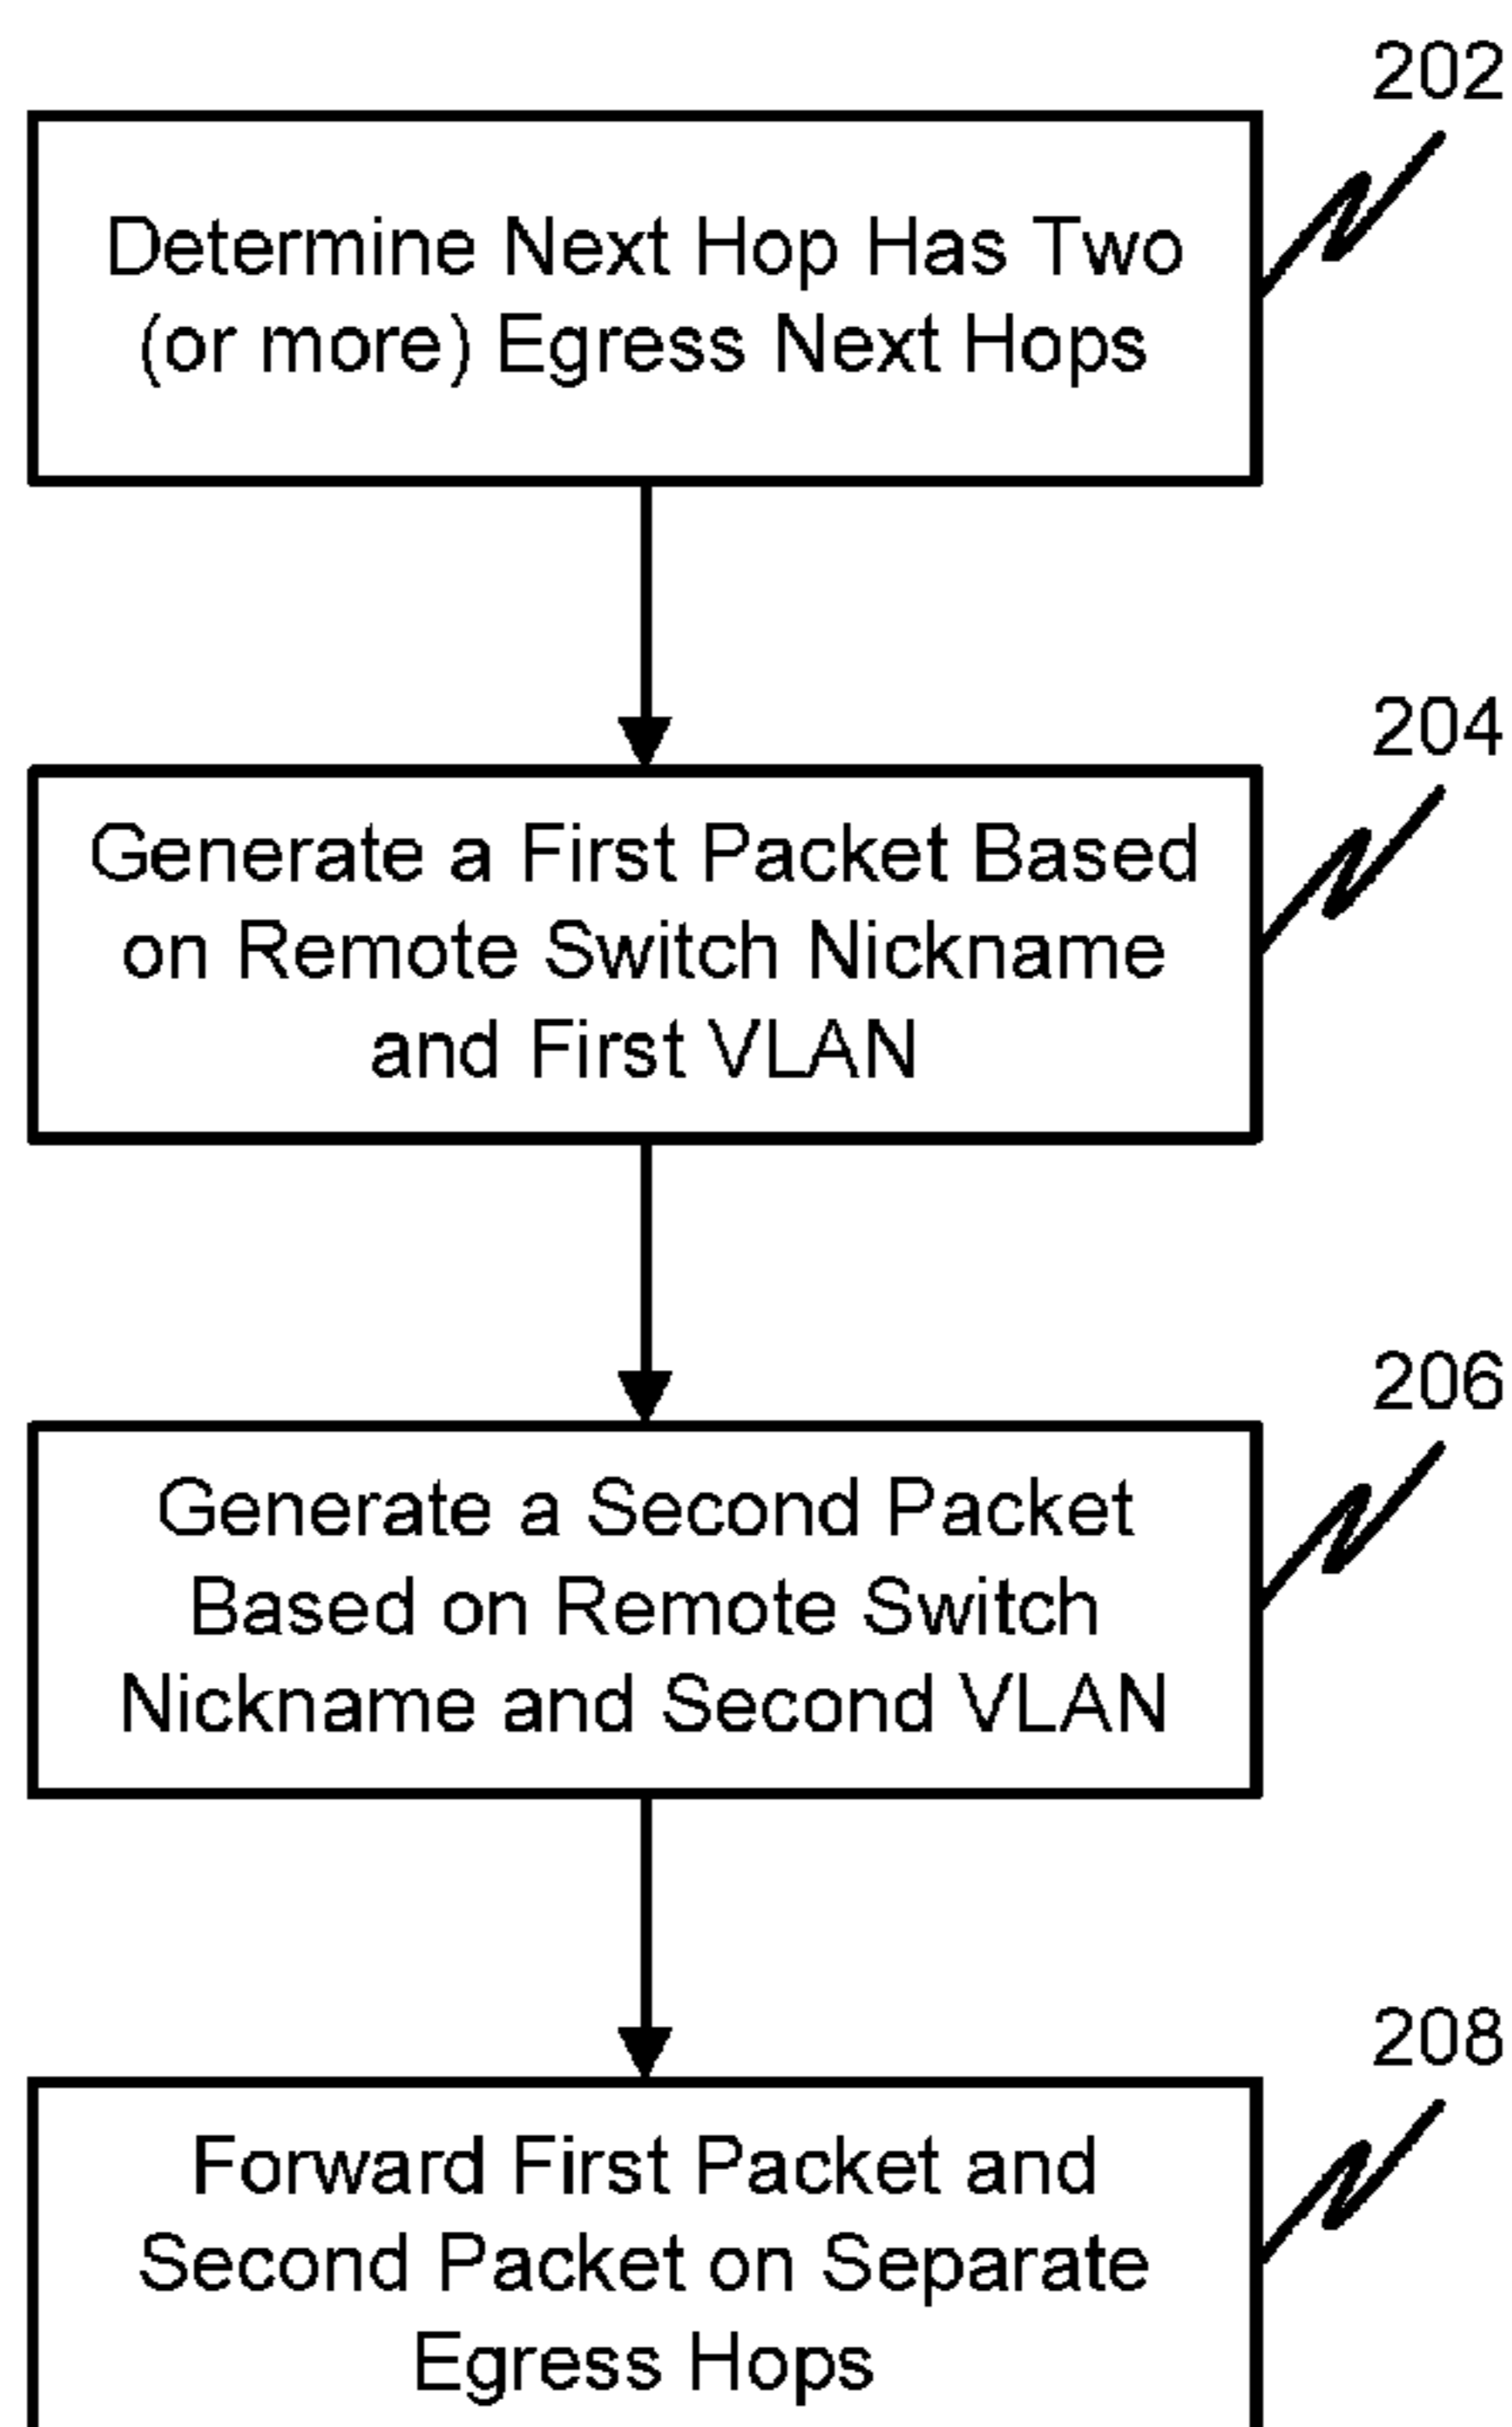 202
Determine Next Hop Has Two
(or more) Egress Next Hops
204
Generate a First Packet Based
on Remote Switch Nickname
and First VLAN
206
Generate a Second Packet
Based on Remote Switch
Nickname and Second VLAN
208
Forward First Packet and
Second Packet on Separate
Egress Hops